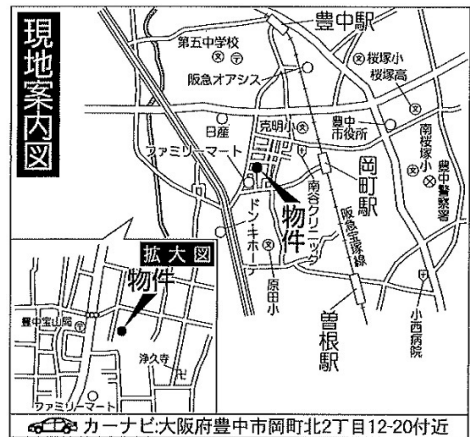 現地案内図
豊中駅
第五中学校
阪急オアシス
桜塚小
桜塚高
日産
克明小
豊中
市役所
南桜塚小
豊中警察署
ファミリーマート
岡町駅
物件
南谷クリニック
阪急宝塚線
ドン・キホーテ
原田小
曽根駅
小西病院
拡大図
物件
豊中宝山局
浄久寺
ファミリーマート
カーナビ:大阪府豊中市岡町北2丁目12-20付近